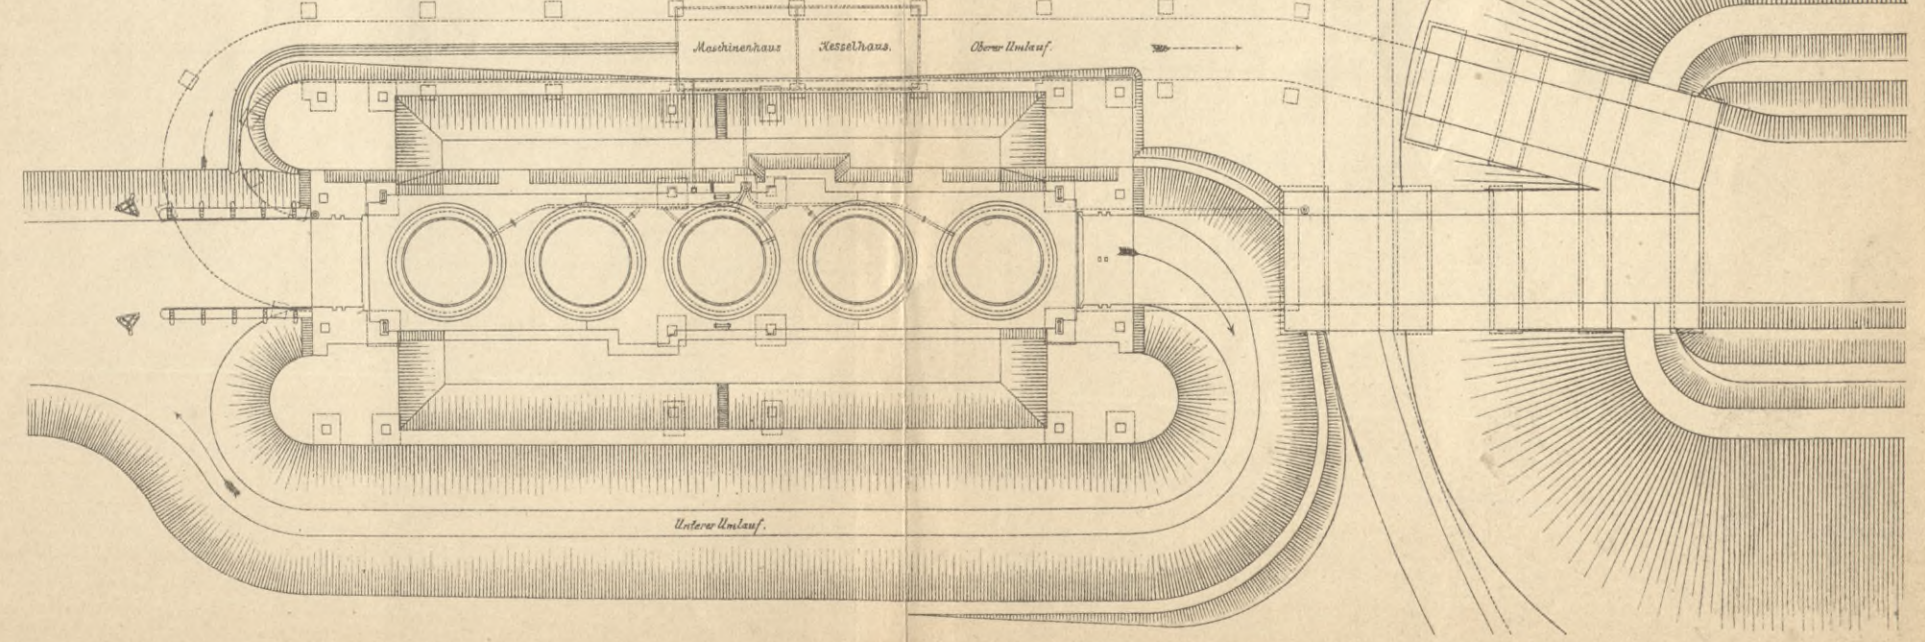 Maschinenhaus
Kesselhaus.
Oberer Umlauf.
Unterer Umlauf.